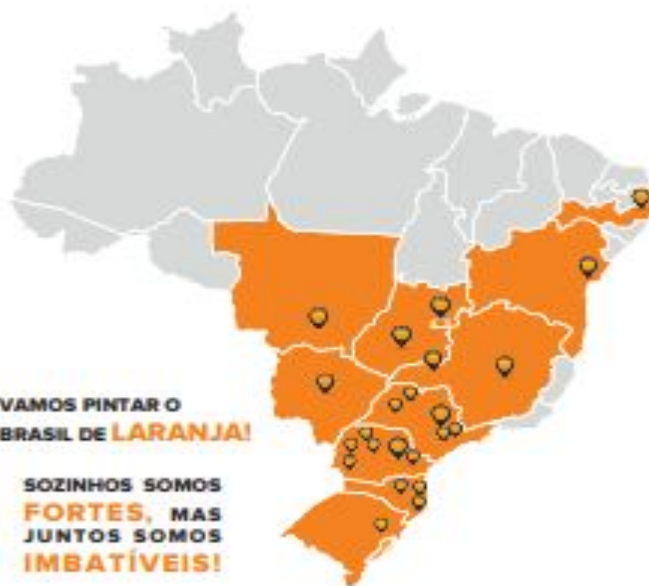 VAMOS PINTAR O
BRASIL DE LARANJA!
SOZINHOS SOMOS
FORTES, MAS
JUNTOS SOMOS
IMBATÍVEIS!